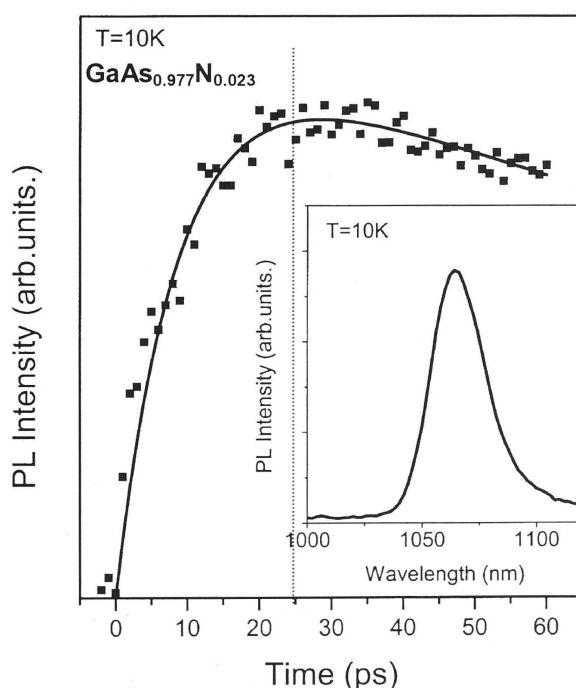 T=10K
GaAs0.977N0.023
PL Intensity (arb.units.)
T=10K
PL Intensity (arb.units.)
1000 1050 1100
Wavelength (nm)
0 10 20 30 40 50 60
Time (ps)